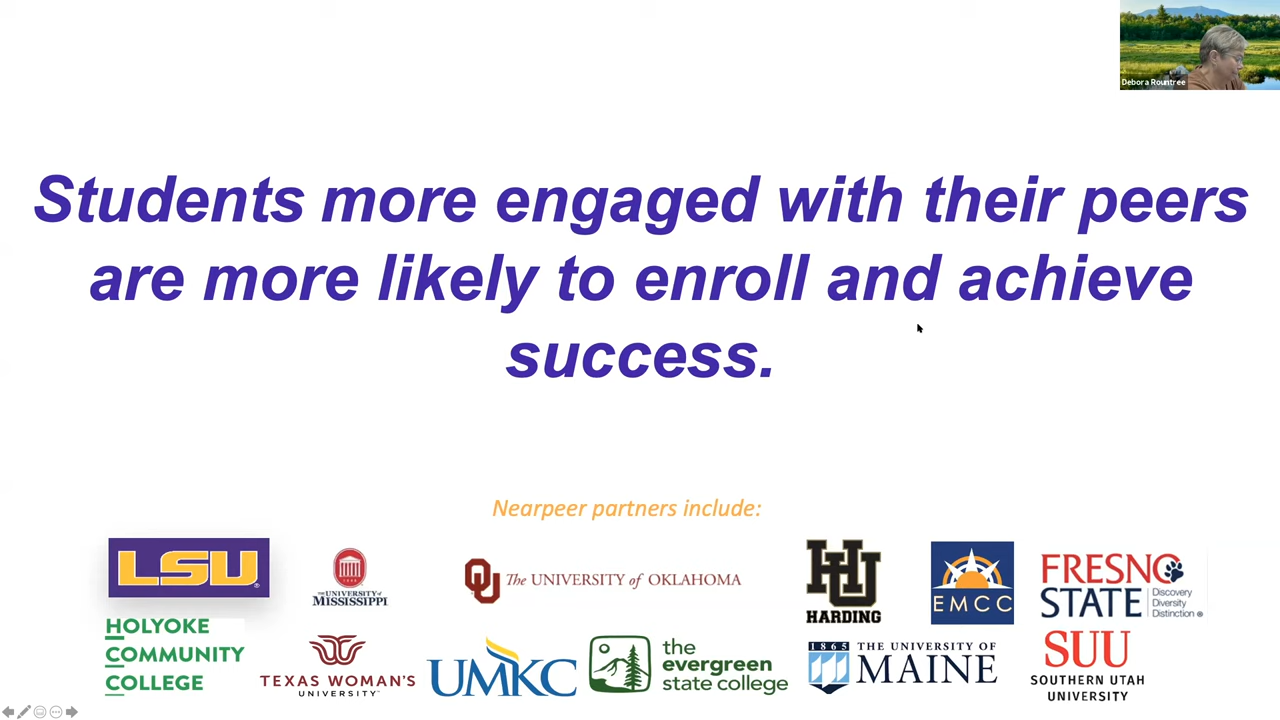 Debora Rountree
Students more engaged with their peers
are more likely to enroll and achieve
success.
Nearpeer partners include:
LSU
THE UNIVERSITY of
MISSISSIPPI
OU The UNIVERSITY of OKLAHOMA
HU
HARDING
EMCC
FRESNO
STATE
Discovery
Diversity
Distinction
HOLYOKE
COMMUNITY
COLLEGE
TEXAS WOMAN'S
UNIVERSITY
UMKC
the
evergreen
state college
1865 THE UNIVERSITY OF
MAINE
SUU
SOUTHERN UTAH
UNIVERSITY